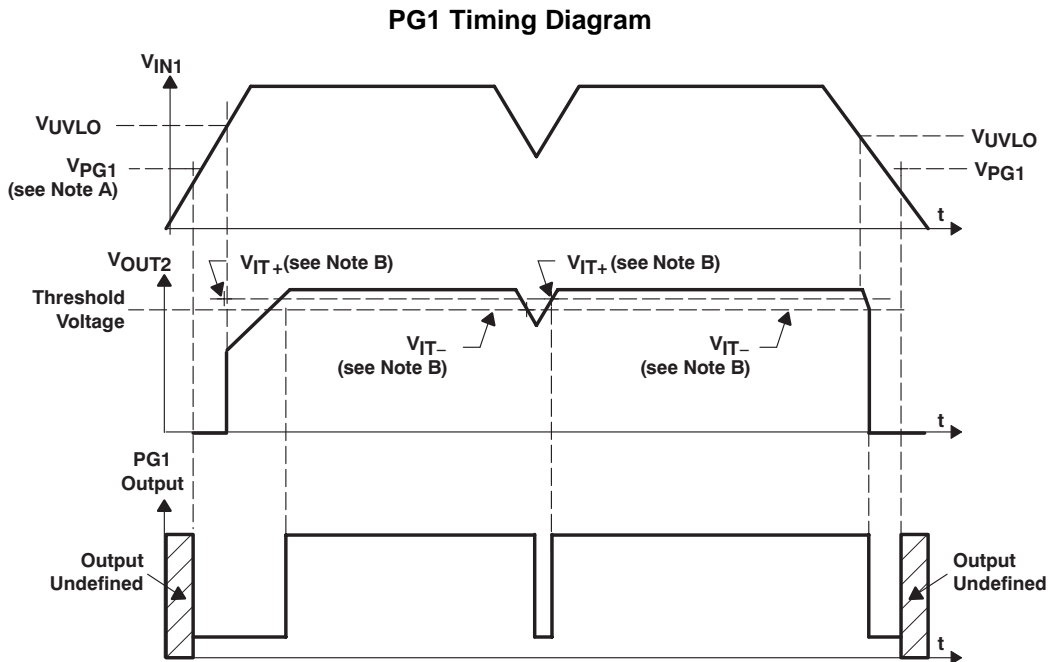 PG1 Timing Diagram
VIN1
VUVLO
VPG1
(see Note A)
VUVLO
VPG1
t
VOUT2
VIT+ (see Note B)
VIT+ (see Note B)
Threshold
Voltage
VIT−
(see Note B)
VIT−
(see Note B)
t
PG1
Output
Output
Undefined
Output
Undefined
t